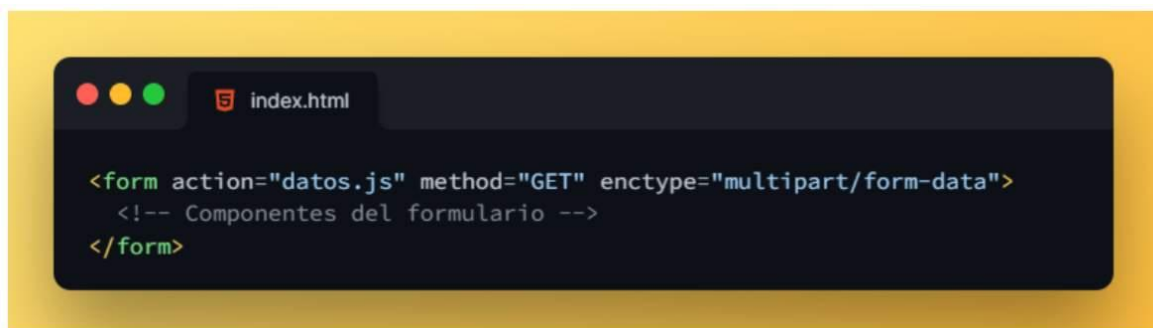 index.html
<form action="datos.js" method="GET" enctype="multipart/form-data">
<!-- Componentes del formulario -->
</form>